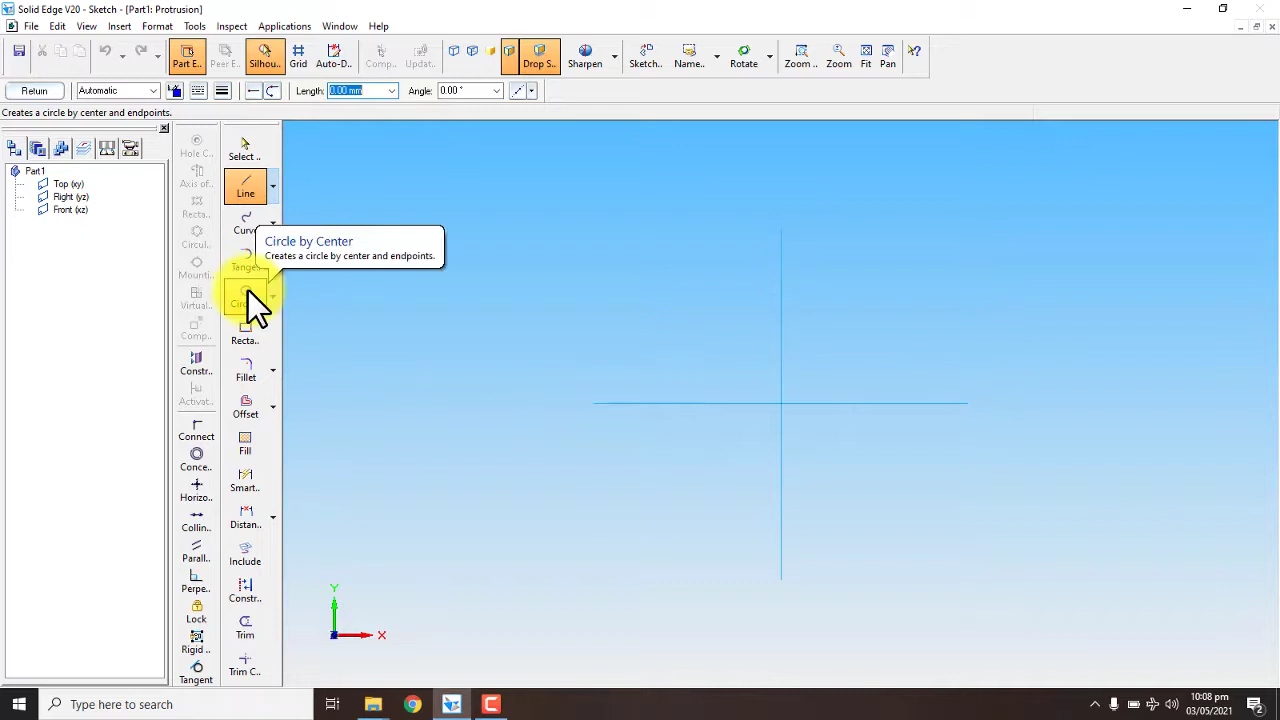 Solid Edge V20 - Sketch - [Part1: Protrusion]
File Edit View Insert Format Tools Inspect Applications Window Help
Part E.. Peer E.. Silhou.. Grid Auto-D.. Comp.. Updat.. Drop S.. Sharpen Sketch.. Name.. Rotate Zoom .. Zoom Fit Pan
Return Automatic Length: 0.00 mm Angle: 0.00 °
Creates a circle by center and endpoints.
Part1
Top (xy)
Right (yz)
Front (xz)
Hole C..
Axis of..
Recta..
Circul..
Mounti..
Virtual..
Comp..
Constr..
Activat..
Connect
Conce..
Horizo..
Collin..
Parall..
Perpe..
Lock
Rigid ..
Tangent
Select ..
Line
Curve
Tange..
Recta..
Fillet
Offset
Fill
Smart..
Distan..
Include
Constr..
Trim
Trim C..
Circle by Center
Creates a circle by center and endpoints.
Y
X
Type here to search
10:08 pm
03/05/2021
2